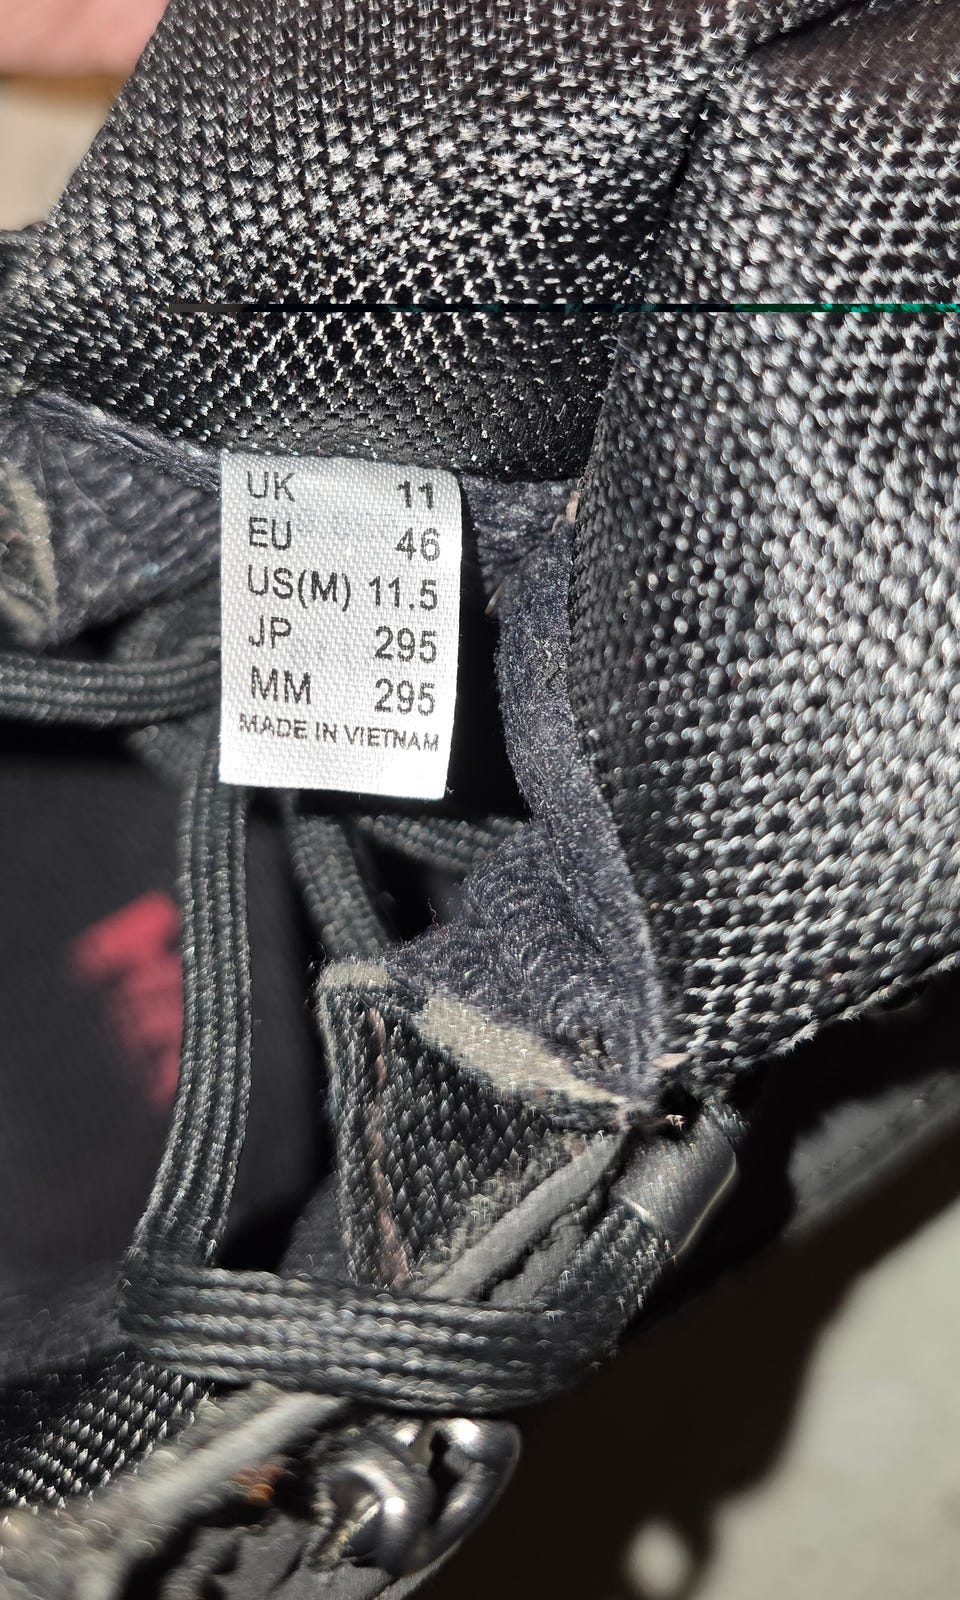 UK 11
EU 46
US(M) 11.5
JP 295
MM 295
MADE IN VIETNAM